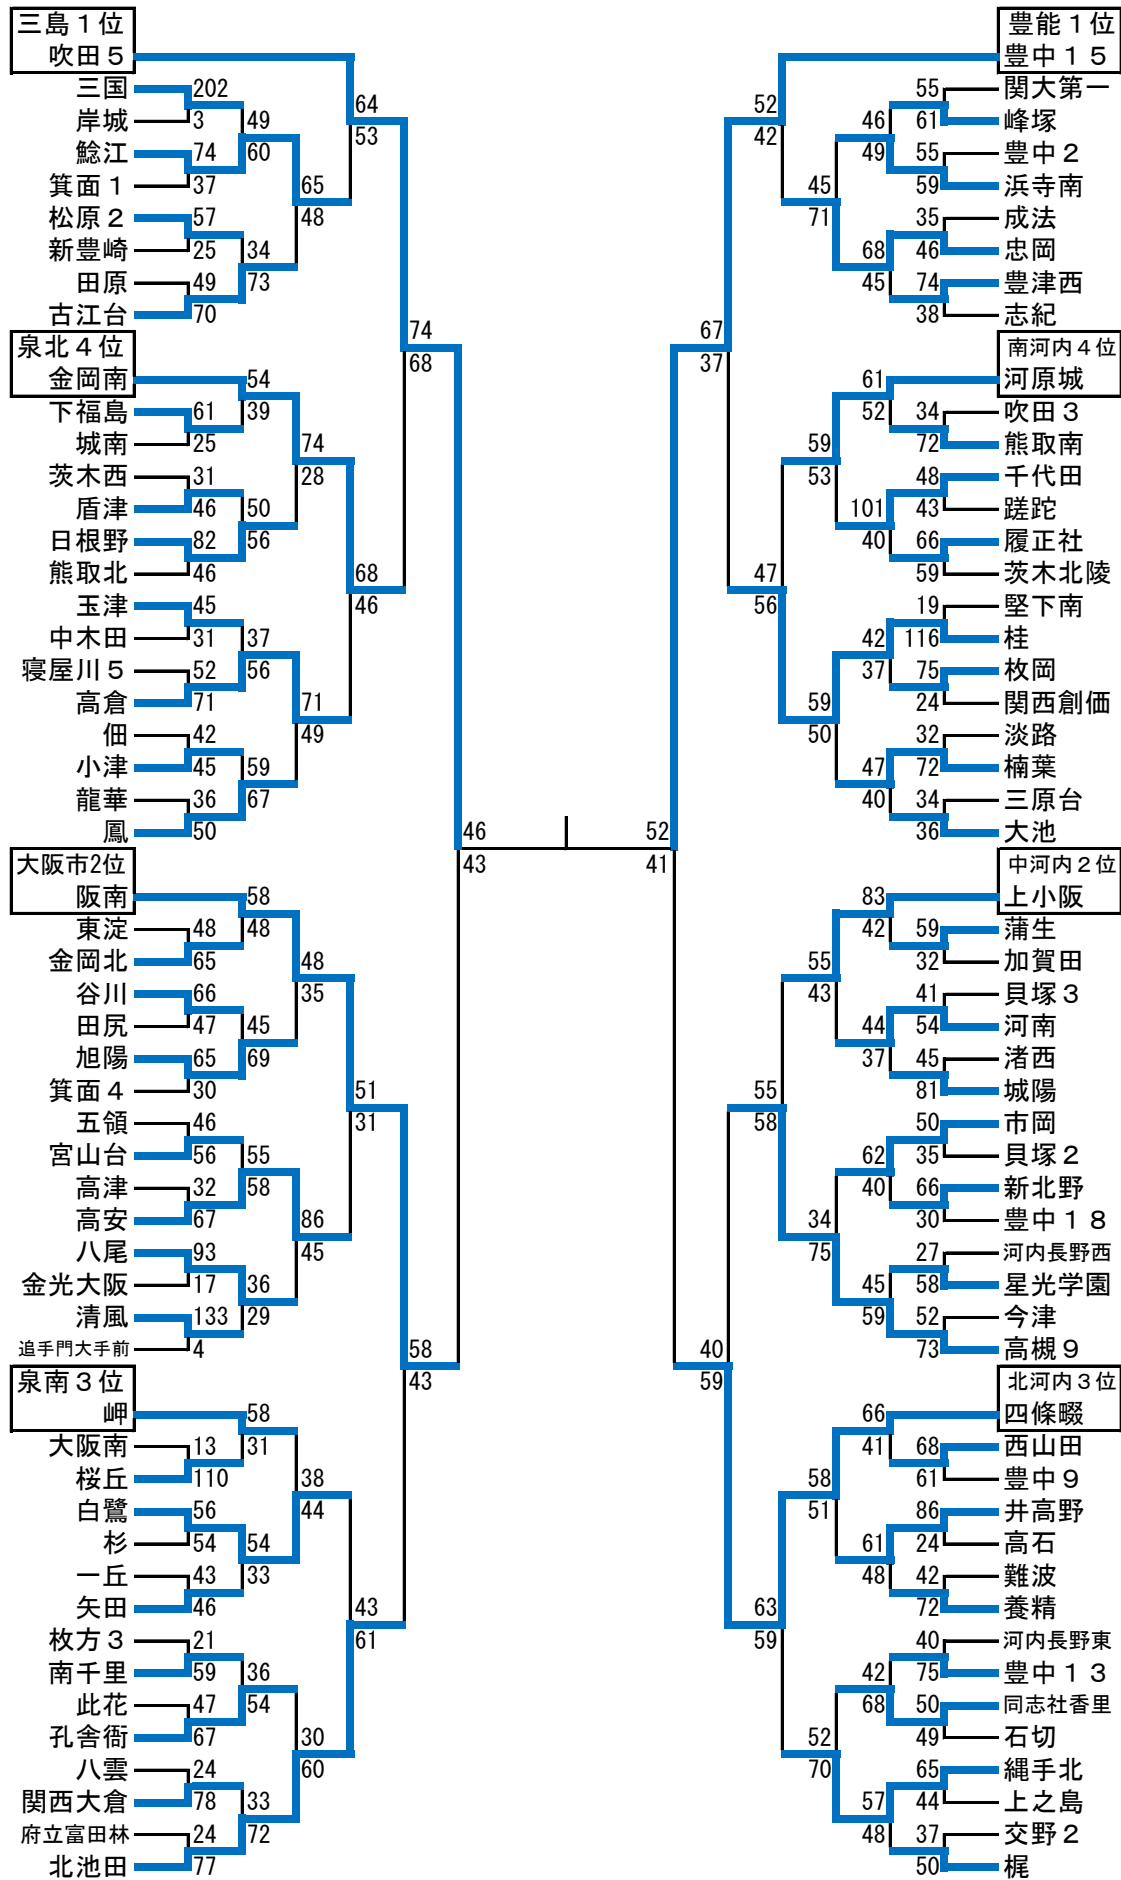 三島１位
吹田５
三国
岸城
鯰江
箕面１
松原２
新豊崎
田原
古江台
泉北４位
金岡南
下福島
城南
茨木西
盾津
日根野
熊取北
玉津
中木田
寝屋川５
高倉
佃
小津
龍華
鳳
大阪市2位
阪南
東淀
金岡北
谷川
田尻
旭陽
箕面４
五領
宮山台
高津
高安
八尾
金光大阪
清風
追手門大手前
泉南３位
岬
大阪南
桜丘
白鷺
杉
一丘
矢田
枚方３
南千里
此花
孔舎衙
八雲
関西大倉
府立富田林
北池田
202
3
74
37
57
25
49
70
61
25
31
46
82
46
45
31
52
71
42
45
36
50
48
65
66
47
65
30
46
56
32
67
93
17
133
4
13
110
56
54
43
46
21
59
47
67
24
78
24
77
49
60
34
73
54
39
50
56
37
56
59
67
58
48
45
69
55
58
36
29
58
31
54
33
36
54
33
72
65
48
74
28
71
49
48
35
86
45
38
44
30
60
64
53
68
46
51
31
43
61
74
68
58
43
46
43
52
41
67
37
40
59
52
42
47
56
55
58
63
59
45
71
59
53
59
50
55
43
34
75
58
51
52
70
46
49
68
45
61
52
101
40
42
37
47
40
83
42
44
37
62
40
45
59
66
41
61
48
42
68
57
48
55
61
55
59
35
46
74
38
34
72
48
43
66
59
19
116
75
24
32
72
34
36
59
32
41
54
45
81
50
35
66
30
27
58
52
73
68
61
86
24
42
72
40
75
50
49
65
44
37
50
豊能１位
豊中１５
関大第一
峰塚
豊中２
浜寺南
成法
忠岡
豊津西
志紀
南河内４位
河原城
吹田３
熊取南
千代田
蹉跎
履正社
茨木北陵
堅下南
桂
枚岡
関西創価
淡路
楠葉
三原台
大池
中河内２位
上小阪
蒲生
加賀田
貝塚３
河南
渚西
城陽
市岡
貝塚２
新北野
豊中１８
河内長野西
星光学園
今津
高槻９
北河内３位
四條畷
西山田
豊中９
井高野
高石
難波
養精
河内長野東
豊中１３
同志社香里
石切
縄手北
上之島
交野２
梶